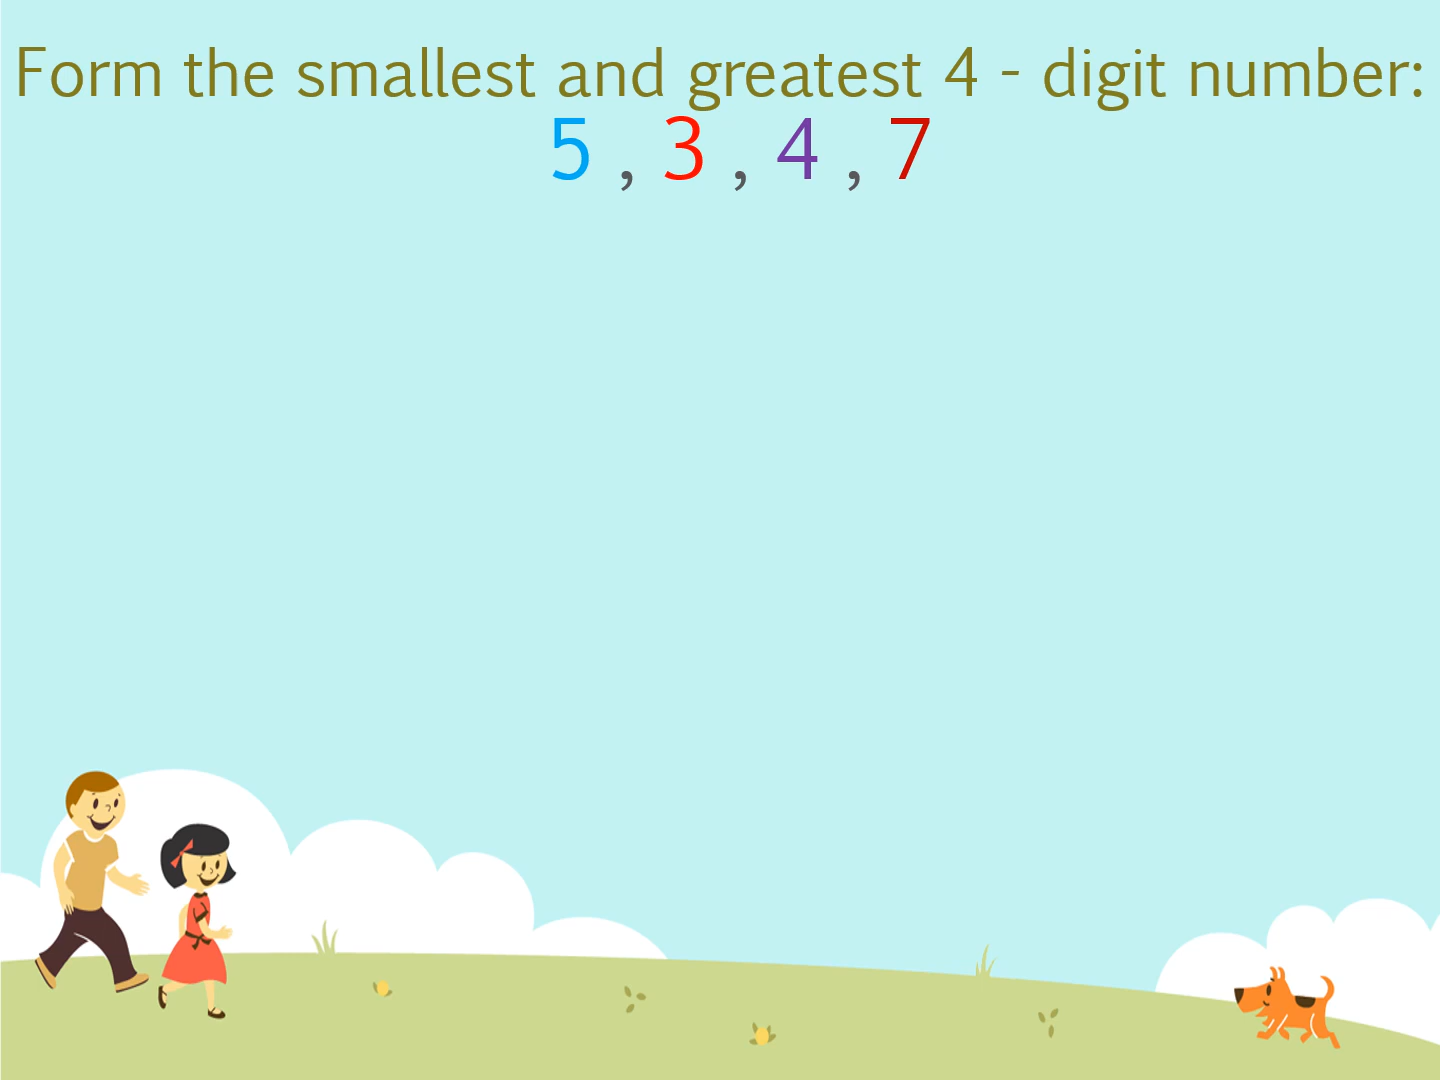 Form the smallest and greatest 4 - digit number:
5 , 3 , 4 , 7